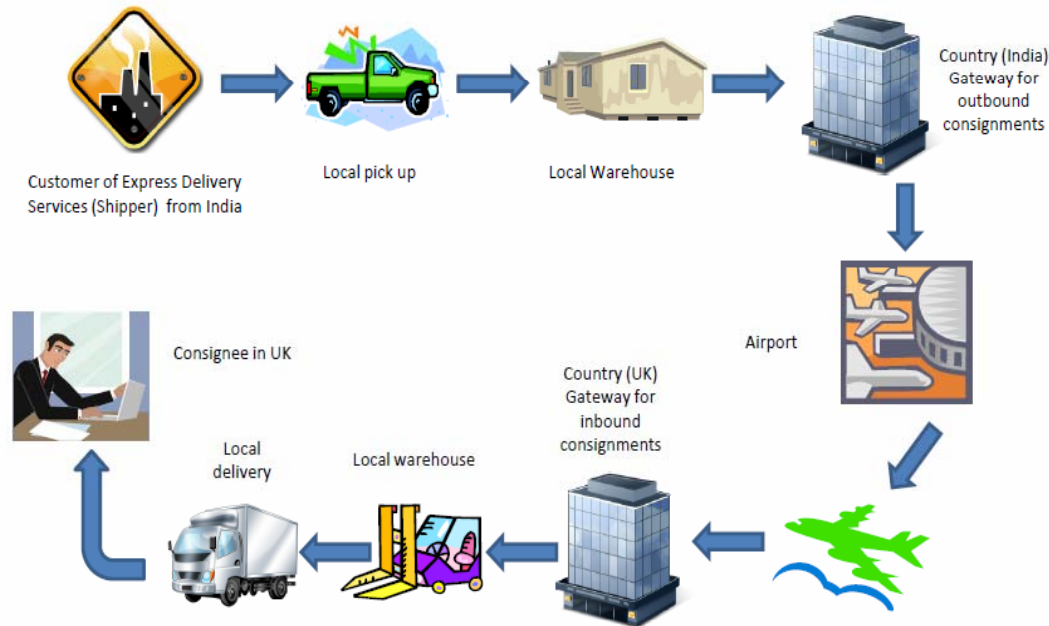 Customer of Express Delivery
Services (Shipper) from India
Local pick up
Local Warehouse
Country (India)
Gateway for
outbound
consignments
Airport
Country (UK)
Gateway for
inbound
consignments
Local warehouse
Local
delivery
Consignee in UK